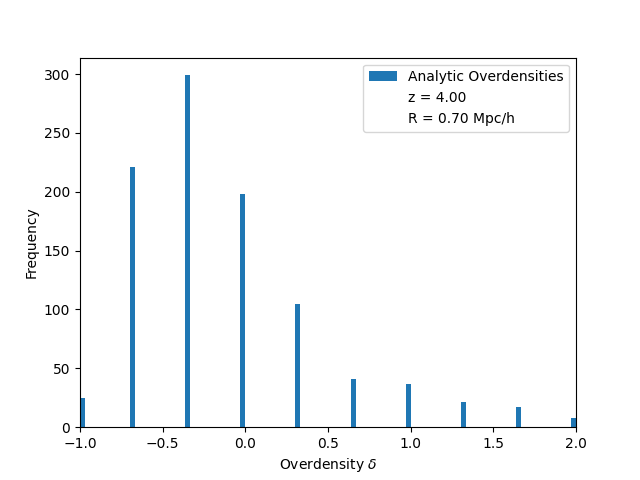 Analytic Overdensities
z = 4.00
R = 0.70 Mpc/h
300
250
200
150
100
50
0
Frequency
−1.0 −0.5 0.0 0.5 1.0 1.5 2.0
Overdensity δ